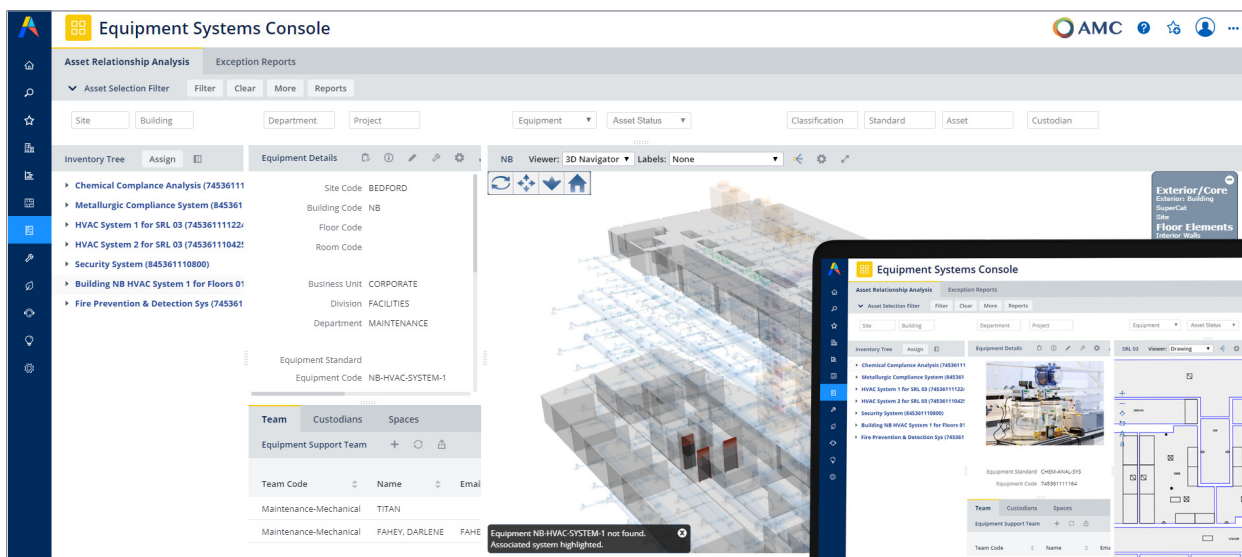 Equipment Systems Console
AMC
Asset Relationship Analysis
Exception Reports
Asset Selection Filter
Filter
Clear
More
Reports
Site
Building
Department
Project
Equipment
Asset Status
Classification
Standard
Asset
Custodian
Inventory Tree
Assign
Chemical Complance Analysis (74536111
Metallurgic Compliance System (845361
HVAC System 1 for SRL 03 (745361112224
HVAC System 2 for SRL 03 (745361110425
Security System (845361110800)
Building NB HVAC System 1 for Floors 01
Fire Prevention & Detection Sys (745361
Equipment Details
Site Code BEDFORD
Building Code NB
Floor Code
Room Code
Business Unit CORPORATE
Division FACILITIES
Department MAINTENANCE
Equipment Standard
Equipment Code NB-HVAC-SYSTEM-1
Team
Custodians
Spaces
Equipment Support Team
Team Code
Name
Emai
Maintenance-Mechanical TITAN
Maintenance-Mechanical FAHEY, DARLENE FAHE
NB Viewer: 3D Navigator Labels: None
Exterior/Core
Exterior: Building
SuperCat
Site
Floor Elements
Interior Walls
Equipment NB-HVAC-SYSTEM-1 not found.
Associated system highlighted.
Equipment Systems Console
Asset Relationship Analysis
Exception Reports
Asset Selection Filter
Filter
Clear
More
Reports
Site
Building
Department
Project
Equipment
Asset Status
Inventory Tree
Assign
Chemical Complance Analysis (74536111
Metallurgic Compliance System (845361
HVAC System 1 for SRL 03 (745361112224
HVAC System 2 for SRL 03 (745361110425
Security System (845361110800)
Building NB HVAC System 1 for Floors 01
Fire Prevention & Detection Sys (745361
Equipment Details
Equipment Standard CHEM-ANAL-SYS
Equipment Code 745361111164
Team
Custodians
Spaces
Equipment Support Team
Team Code
Name
Ema
SRL 03 Viewer: Drawing